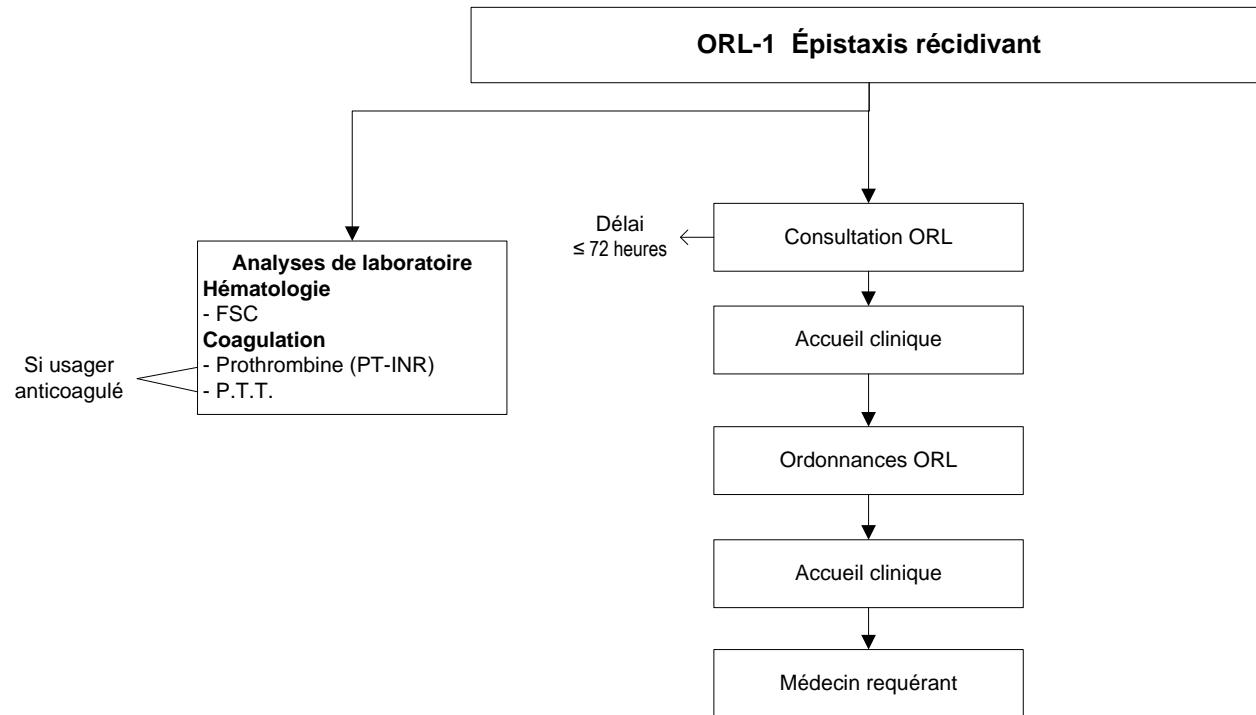 ORL-1 Épistaxis récidivant
Délai
≤ 72 heures
Consultation ORL
Analyses de laboratoire
Hématologie
- FSC
Coagulation
- Prothrombine (PT-INR)
- P.T.T.
Si usager
anticoagulé
Accueil clinique
Ordonnances ORL
Accueil clinique
Médecin requérant